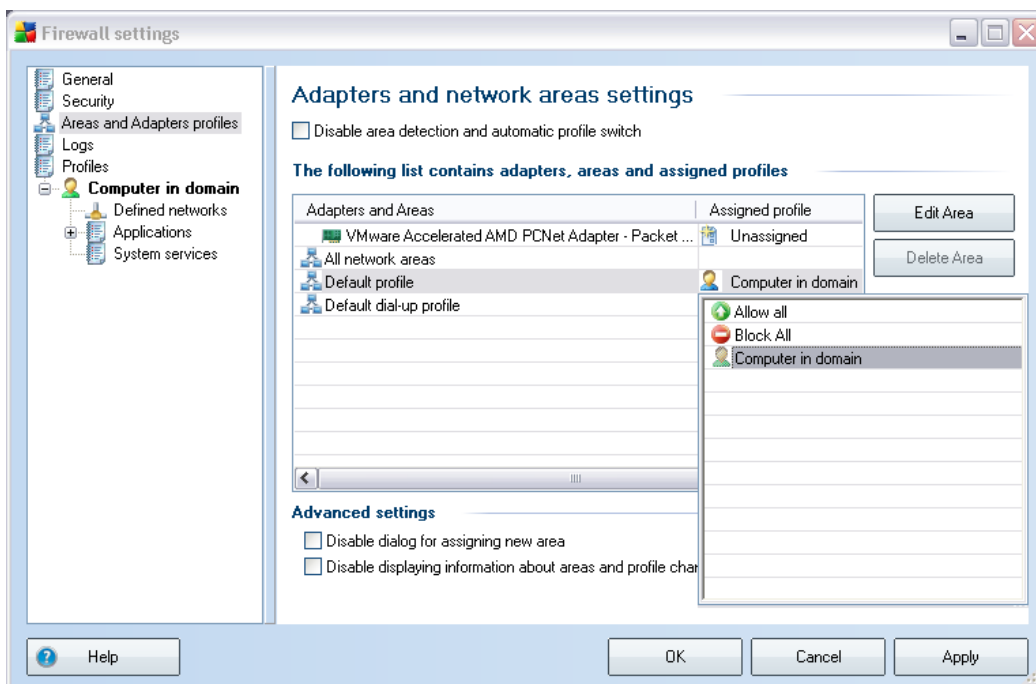 Firewall settings
General
Security
Areas and Adapters profiles
Logs
Profiles
Computer in domain
Defined networks
Applications
System services
Adapters and network areas settings
Disable area detection and automatic profile switch
The following list contains adapters, areas and assigned profiles
Adapters and Areas
Assigned profile
VMware Accelerated AMD PCNet Adapter - Packet ...
Unassigned
All network areas
Default profile
Computer in domain
Default dial-up profile
Edit Area
Delete Area
Allow all
Block All
Computer in domain
Advanced settings
Disable dialog for assigning new area
Disable displaying information about areas and profile
Help
OK
Cancel
Apply